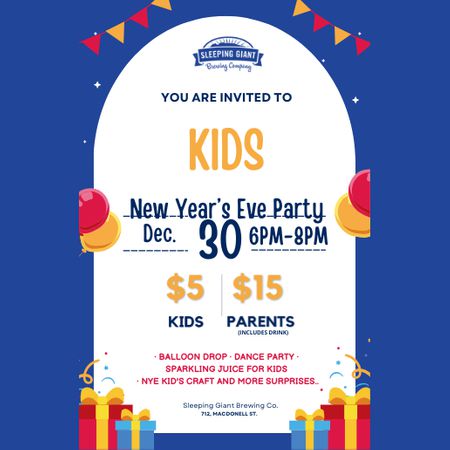 SLEEPING GIANT
Brewing Company
YOU ARE INVITED TO
KIDS
New Year's Eve Party
Dec. 30 6PM-8PM
$5 $15
KIDS PARENTS
(INCLUDES DRINK)
· BALLOON DROP · DANCE PARTY ·
SPARKLING JUICE FOR KIDS
· NYE KID'S CRAFT AND MORE SURPRISES..
Sleeping Giant Brewing Co.
712, MACDONELL ST.